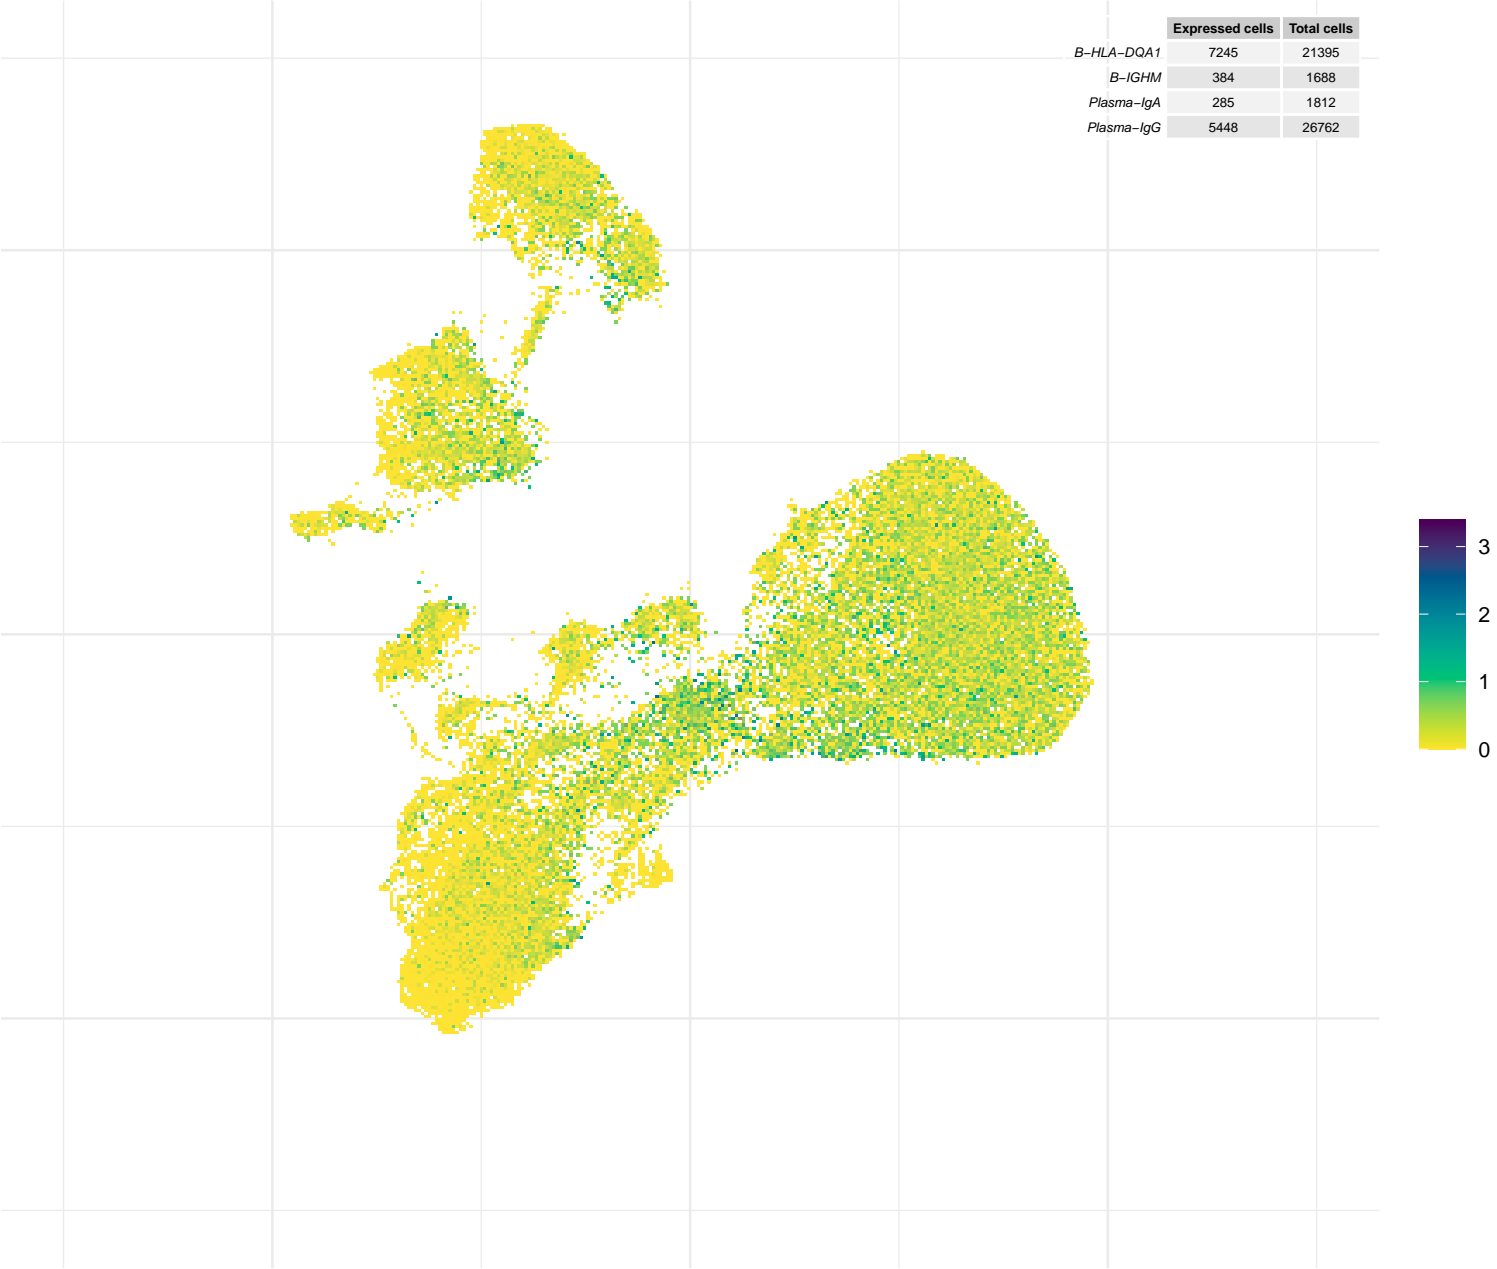 Expressed cells Total cells
B−HLA−DQA1 7245 21395
B−IGHM 384 1688
Plasma−IgA 285 1812
Plasma−IgG 5448 26762
3
2
1
0